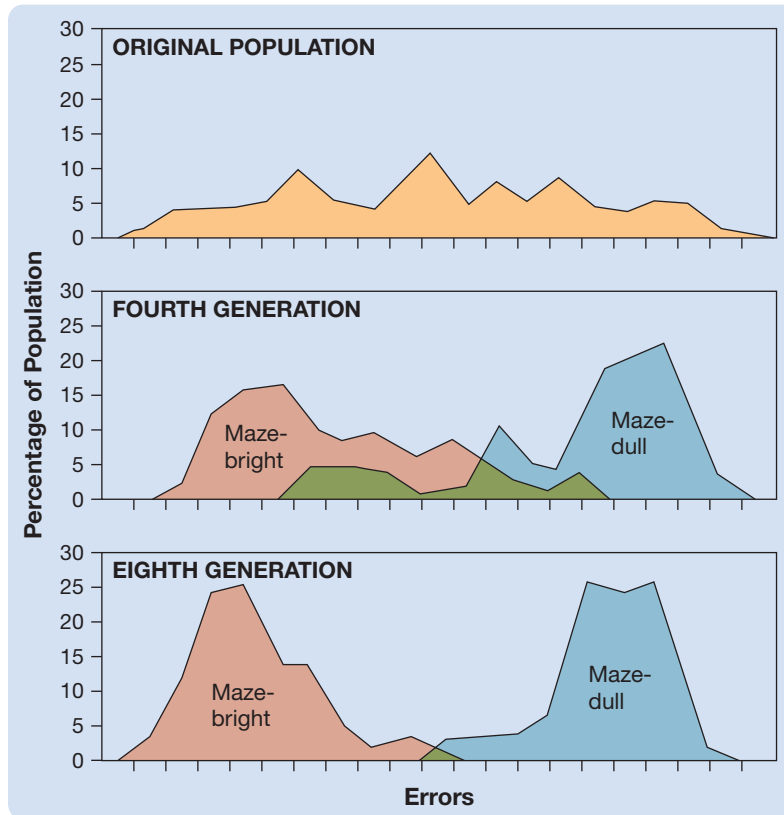 30
ORIGINAL POPULATION
25
20
15
10
5
0
Percentage of Population
30
FOURTH GENERATION
25
20
15
10
5
0
Maze-
bright
Maze-
dull
30
EIGHTH GENERATION
25
20
15
10
5
0
Maze-
bright
Maze-
dull
Errors